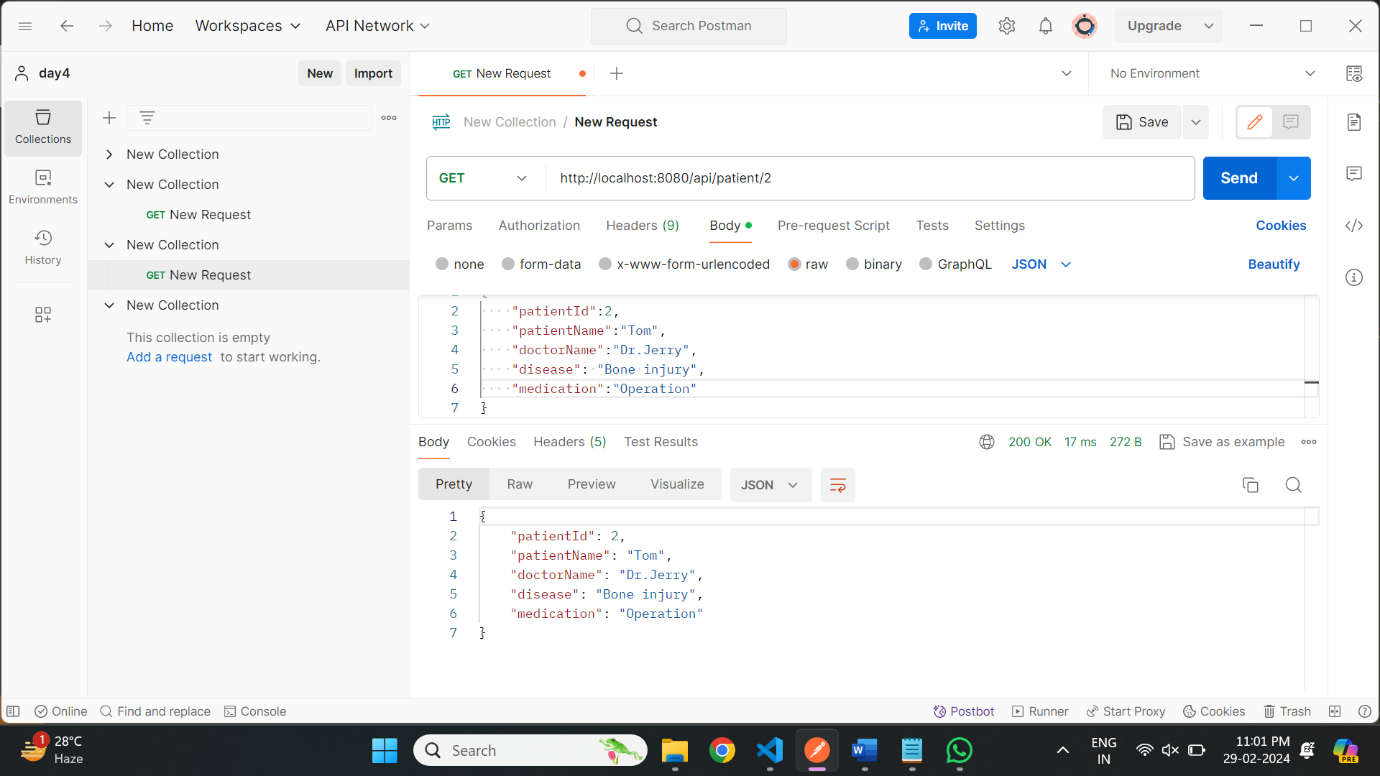 Home Workspaces API Network Search Postman Invite Upgrade
day4 New Import GET New Request No Environment
Collections
Environments
History
New Collection
New Collection
GET New Request
New Collection
GET New Request
New Collection
This collection is empty
Add a request to start working.
HTTP New Collection / New Request Save
GET http://localhost:8080/api/patient/2 Send
Params Authorization Headers (9) Body Pre-request Script Tests Settings Cookies
none form-data x-www-form-urlencoded raw binary GraphQL JSON Beautify
2 "patientId":2,
3 "patientName":"Tom",
4 "doctorName":"Dr.Jerry",
5 "disease": "Bone injury",
6 "medication":"Operation"
7 }
Body Cookies Headers (5) Test Results 200 OK 17 ms 272 B Save as example
Pretty Raw Preview Visualize JSON
1 {
2 "patientId": 2,
3 "patientName": "Tom",
4 "doctorName": "Dr.Jerry",
5 "disease": "Bone injury",
6 "medication": "Operation"
7 }
Online Find and replace Console Postbot Runner Start Proxy Cookies Trash
1 28°C
Haze
Search
W
ENG
IN
11:01 PM
29-02-2024
PRE